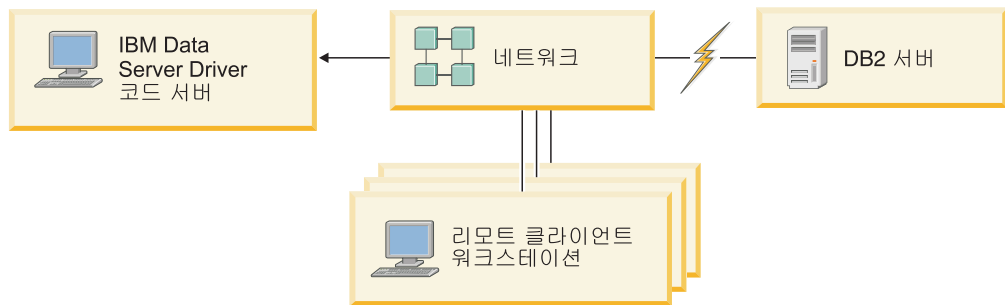 IBM Data
Server Driver
코드 서버
네트워크
DB2 서버
리모트 클라이언트
워크스테이션